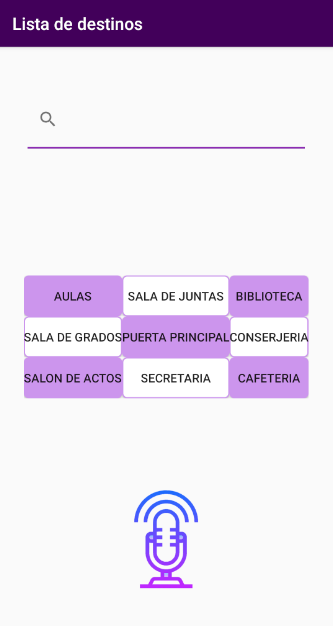 Lista de destinos
AULAS SALA DE JUNTAS BIBLIOTECA
SALA DE GRADOS PUERTA PRINCIPAL CONSERJERIA
SALON DE ACTOS SECRETARIA CAFETERIA